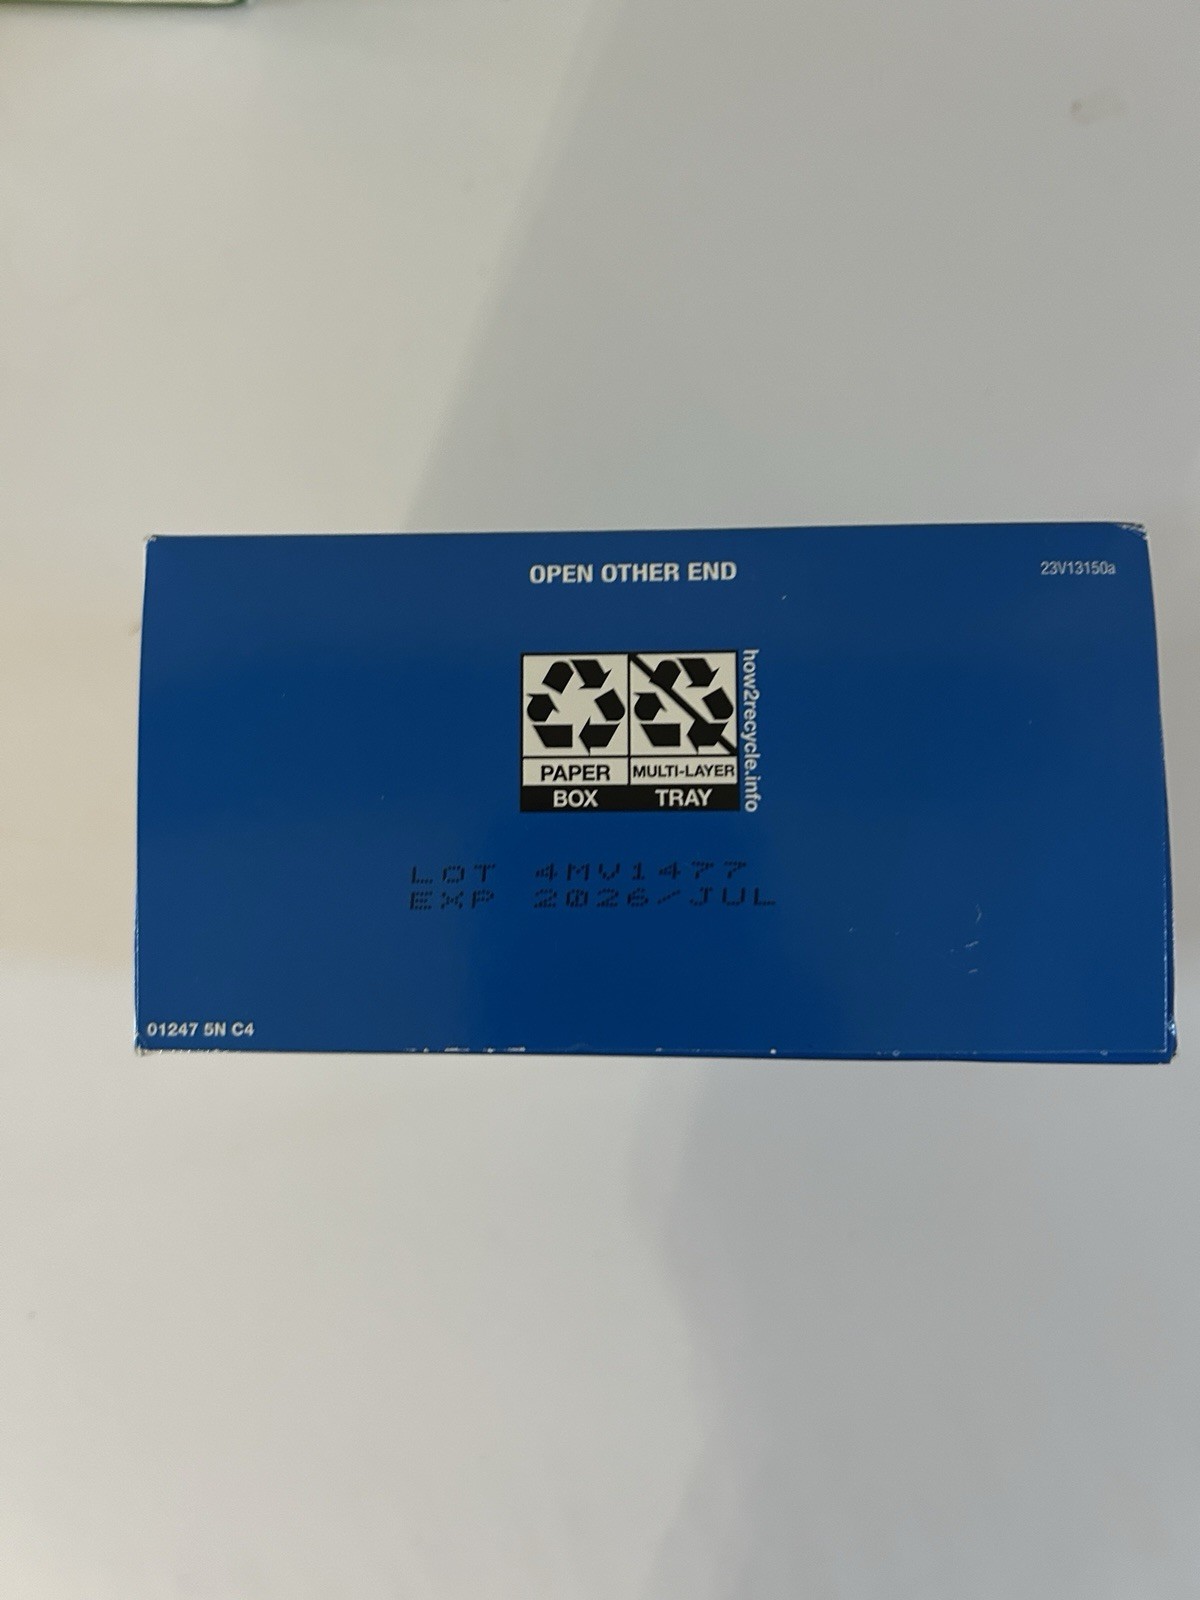 OPEN OTHER END
23V13150a
how2recycle.info
PAPER
MULTI-LAYER
BOX
TRAY
LOT 4MV1477
EXP 2026/JUL
01247 5N C4